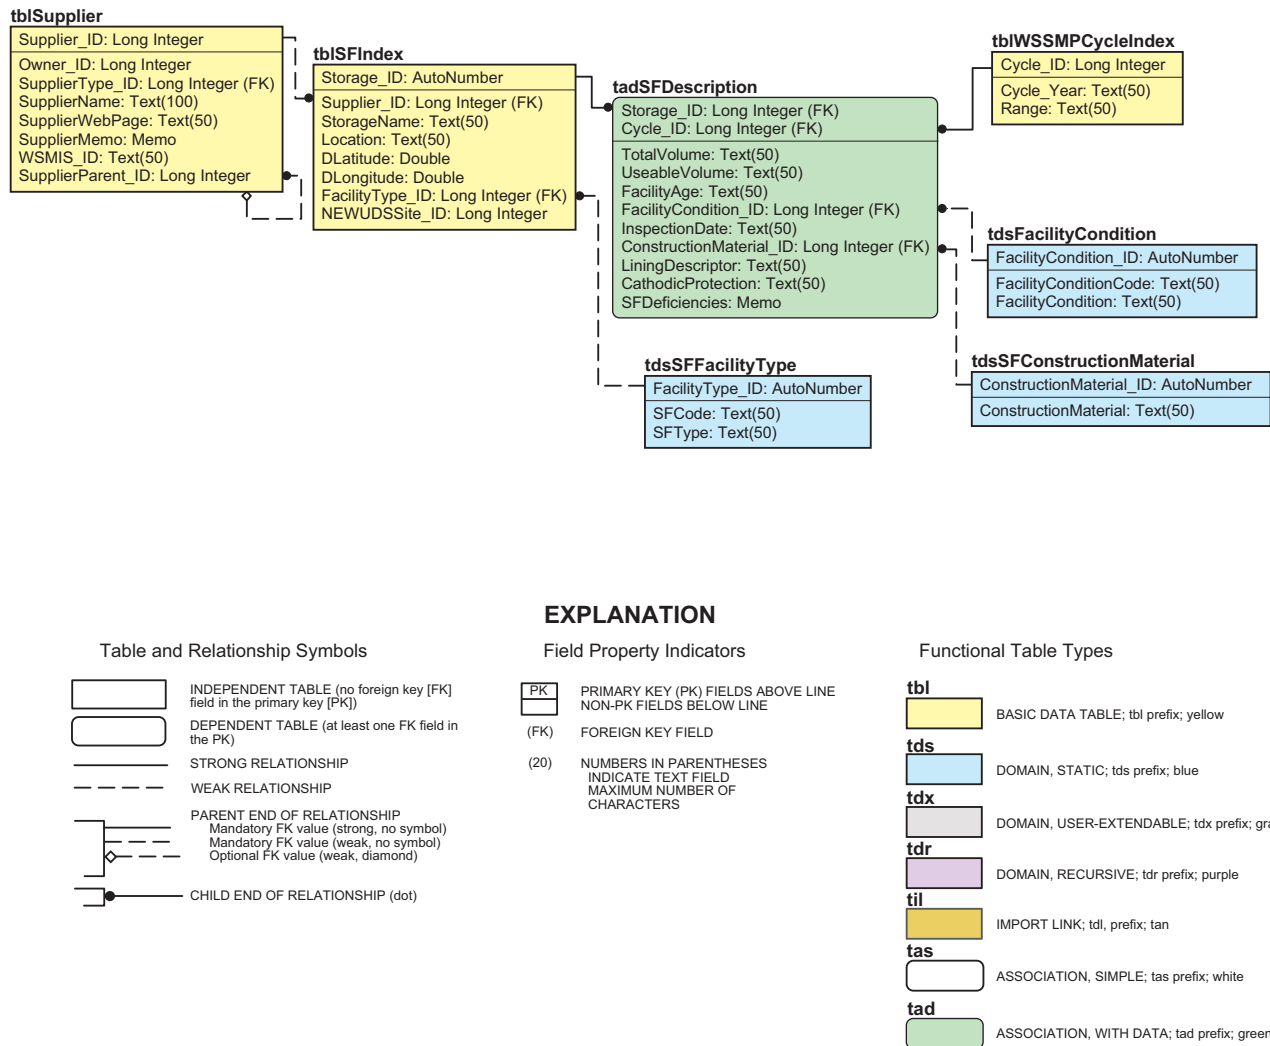 tblSupplier
Supplier_ID: Long Integer
Owner_ID: Long Integer
SupplierType_ID: Long Integer (FK)
SupplierName: Text(100)
SupplierWebPage: Text(50)
SupplierMemo: Memo
WSMIS_ID: Text(50)
SupplierParent_ID: Long Integer
tblSFIndex
Storage_ID: AutoNumber
Supplier_ID: Long Integer (FK)
StorageName: Text(50)
Location: Text(50)
DLatitude: Double
DLongitude: Double
FacilityType_ID: Long Integer (FK)
NEWUDSSite_ID: Long Integer
tadSFDescription
Storage_ID: Long Integer (FK)
Cycle_ID: Long Integer (FK)
TotalVolume: Text(50)
UseableVolume: Text(50)
FacilityAge: Text(50)
FacilityCondition_ID: Long Integer (FK)
InspectionDate: Text(50)
ConstructionMaterial_ID: Long Integer (FK)
LiningDescriptor: Text(50)
CathodicProtection: Text(50)
SFDeficiencies: Memo
tblWSSMPCycleIndex
Cycle_ID: Long Integer
Cycle_Year: Text(50)
Range: Text(50)
tdsFacilityCondition
FacilityCondition_ID: AutoNumber
FacilityConditionCode: Text(50)
FacilityCondition: Text(50)
tdsSFFacilityType
FacilityType_ID: AutoNumber
SFCode: Text(50)
SFType: Text(50)
tdsSFConstructionMaterial
ConstructionMaterial_ID: AutoNumber
ConstructionMaterial: Text(50)
EXPLANATION
Table and Relationship Symbols
INDEPENDENT TABLE (no foreign key [FK]
field in the primary key [PK])
DEPENDENT TABLE (at least one FK field in
the PK)
STRONG RELATIONSHIP
WEAK RELATIONSHIP
PARENT END OF RELATIONSHIP
Mandatory FK value (strong, no symbol)
Mandatory FK value (weak, no symbol)
Optional FK value (weak, diamond)
CHILD END OF RELATIONSHIP (dot)
Field Property Indicators
PK
PRIMARY KEY (PK) FIELDS ABOVE LINE
NON-PK FIELDS BELOW LINE
(FK)
FOREIGN KEY FIELD
(20)
NUMBERS IN PARENTHESES
INDICATE TEXT FIELD
MAXIMUM NUMBER OF
CHARACTERS
Functional Table Types
tbl
BASIC DATA TABLE; tbl prefix; yellow
tds
DOMAIN, STATIC; tds prefix; blue
tdx
DOMAIN, USER-EXTENDABLE; tdx prefix; gra
tdr
DOMAIN, RECURSIVE; tdr prefix; purple
til
IMPORT LINK; tdl, prefix; tan
tas
ASSOCIATION, SIMPLE; tas prefix; white
tad
ASSOCIATION, WITH DATA; tad prefix; green